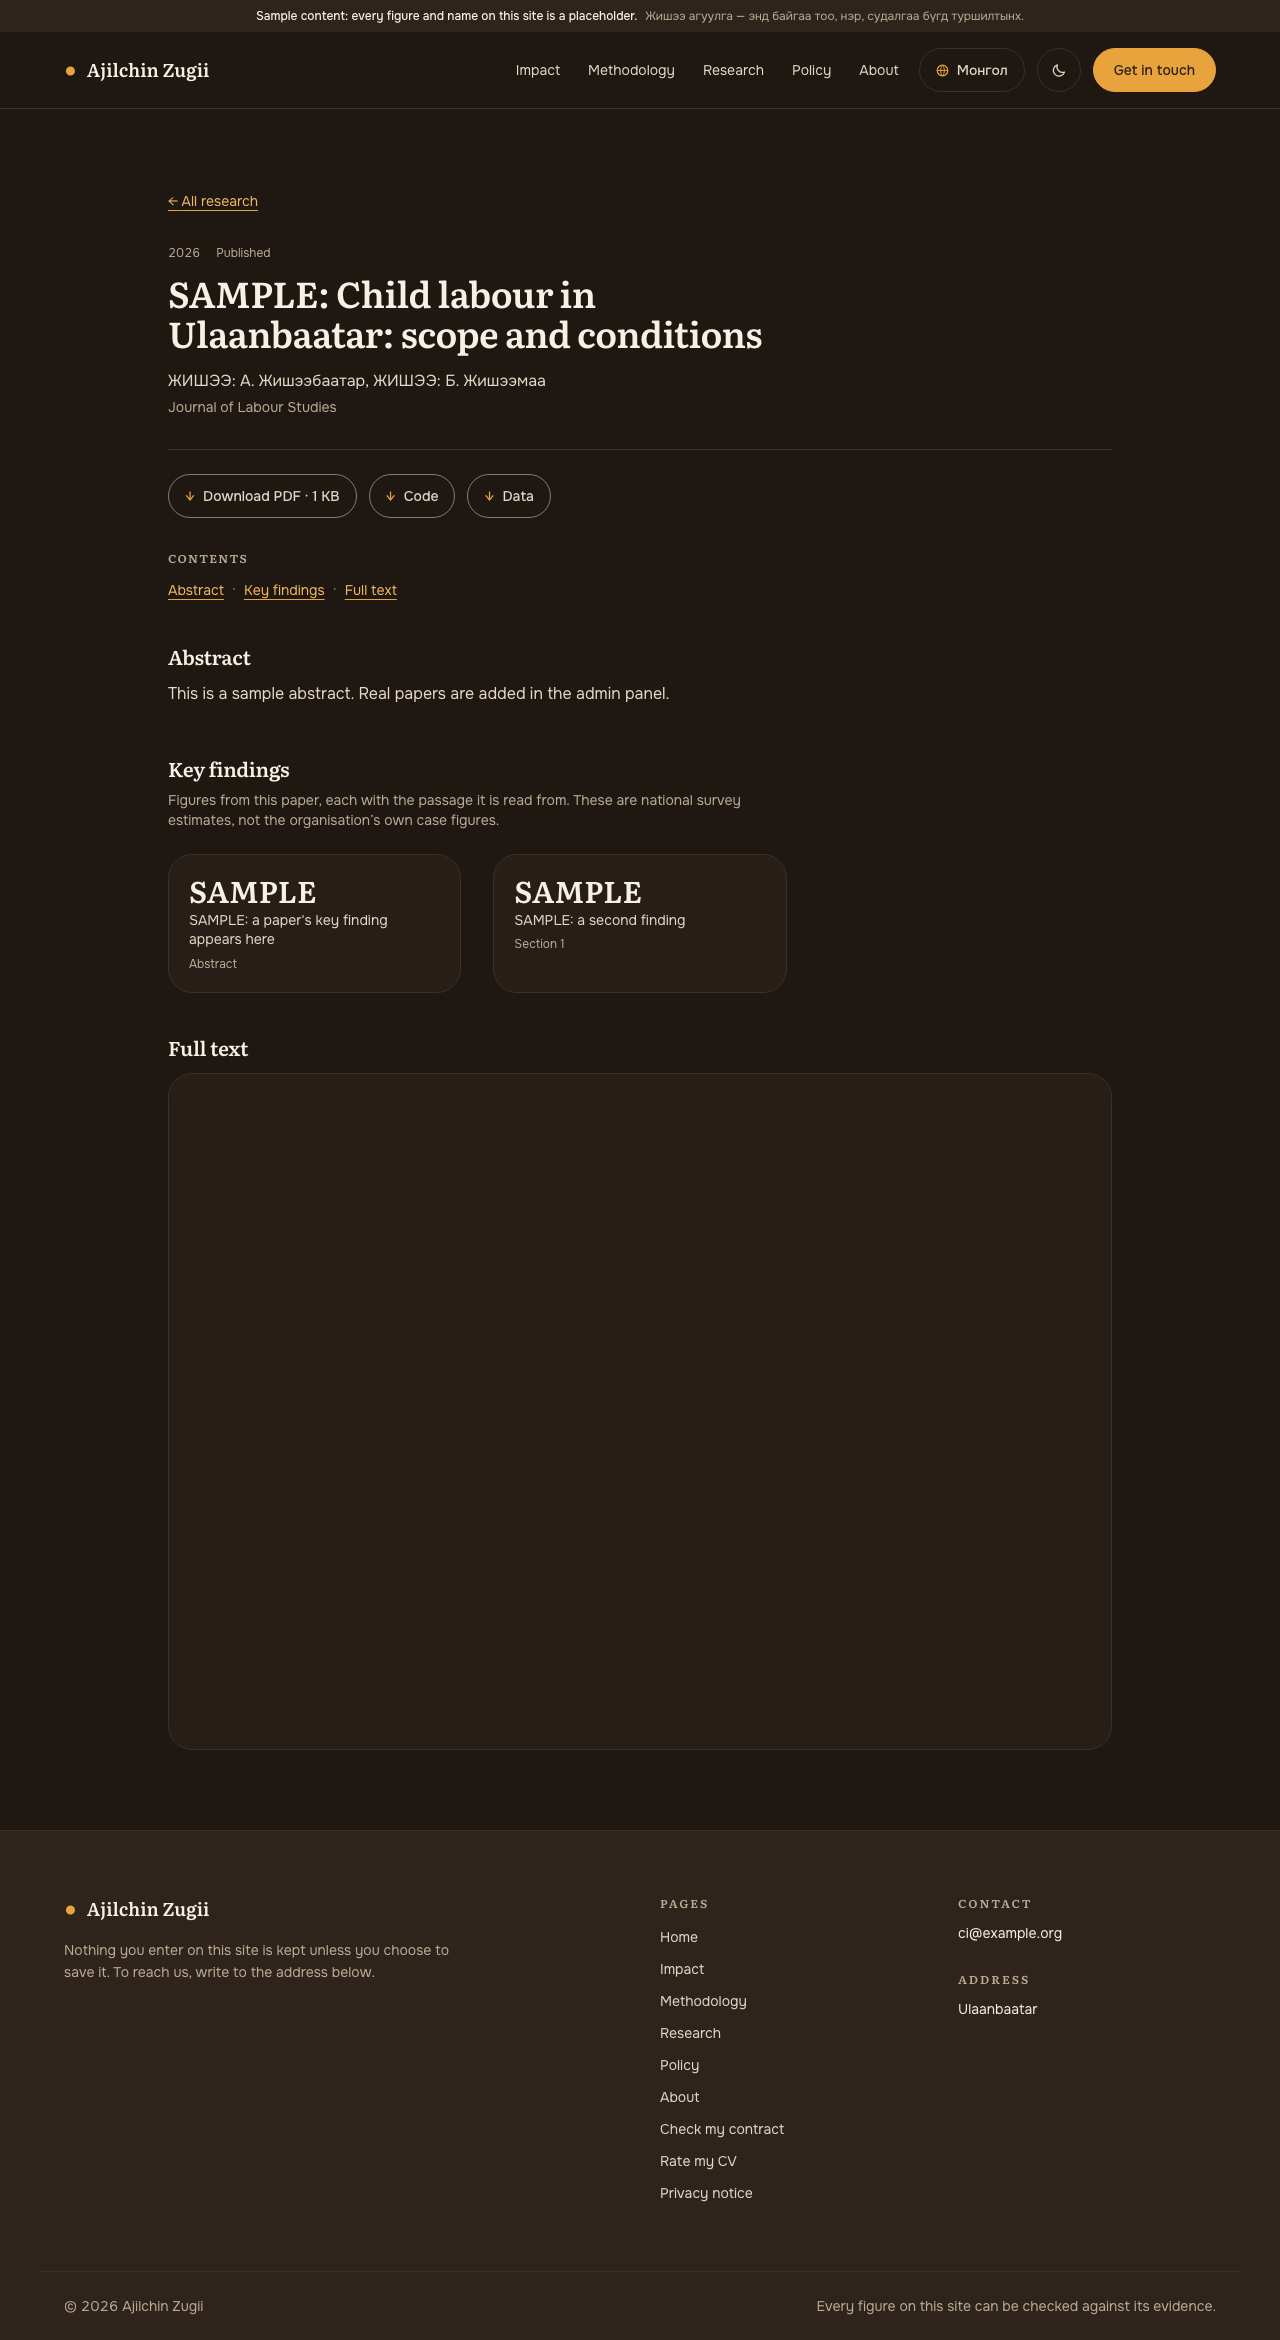 Sample content: every figure and name on this site is a placeholder. Жишээ агуулга — энд байгаа тоо, нэр, судалгаа бүгд туршилтынх.
Ajilchin Zugii
Impact
Methodology
Research
Policy
About
Монгол
Get in touch
← All research
2026 Published
SAMPLE: Child labour in
Ulaanbaatar: scope and conditions
ЖИШЭЭ: А. Жишээбаатар, ЖИШЭЭ: Б. Жишээмаа
Journal of Labour Studies
↓ Download PDF · 1 KB
↓ Code
↓ Data
CONTENTS
Abstract · Key findings · Full text
Abstract
This is a sample abstract. Real papers are added in the admin panel.
Key findings
Figures from this paper, each with the passage it is read from. These are national survey
estimates, not the organisation's own case figures.
SAMPLE
SAMPLE: a paper's key finding
appears here
Abstract
SAMPLE
SAMPLE: a second finding
Section 1
Full text
Ajilchin Zugii
Nothing you enter on this site is kept unless you choose to
save it. To reach us, write to the address below.
PAGES
Home
Impact
Methodology
Research
Policy
About
Check my contract
Rate my CV
Privacy notice
CONTACT
ci@example.org
ADDRESS
Ulaanbaatar
© 2026 Ajilchin Zugii
Every figure on this site can be checked against its evidence.